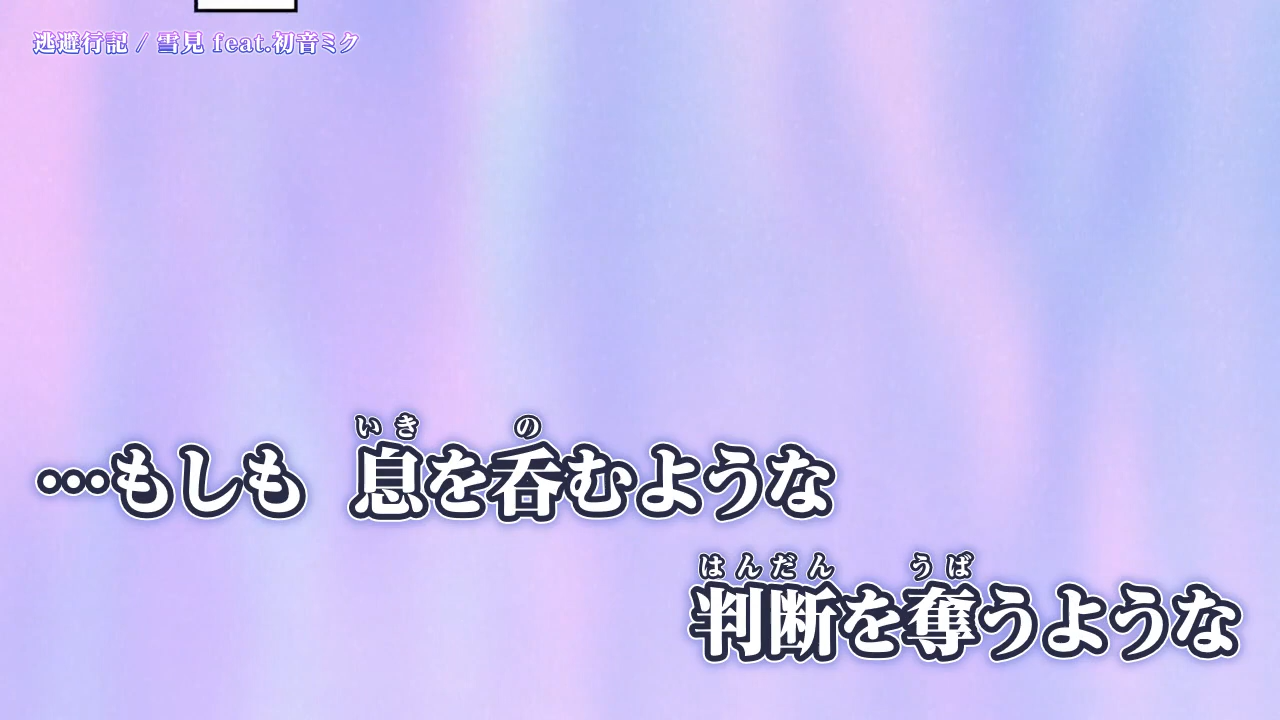 逃避行記 / 雪見 feat.初音ミク
いき の
…もしも 息を呑むような
はんだん うば
判断を奪うような